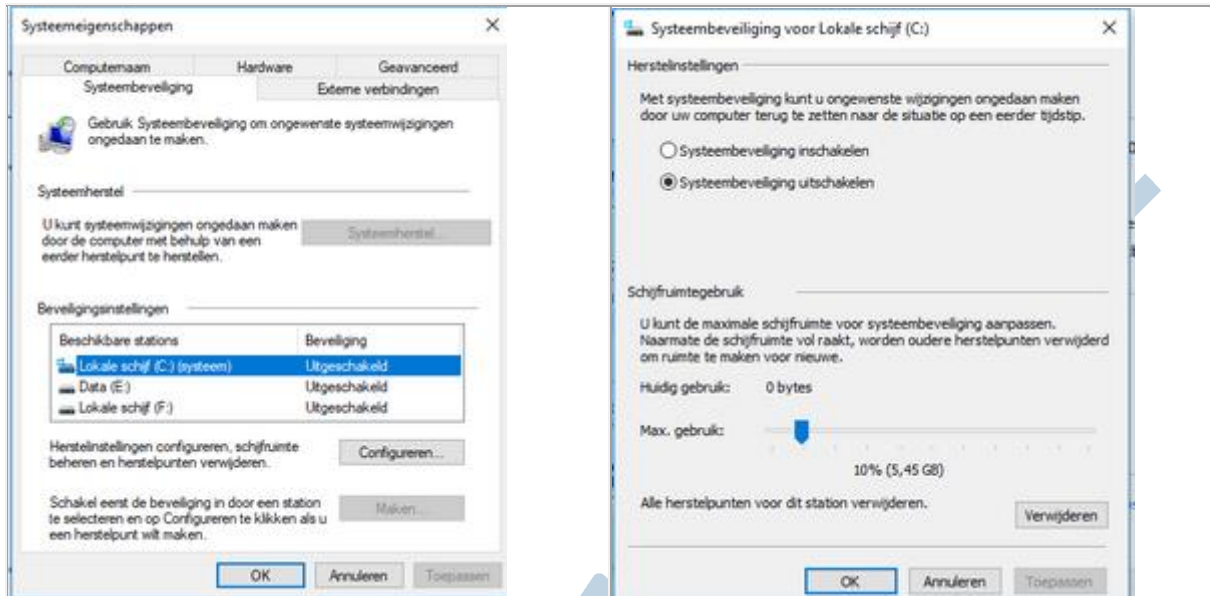 Systeemeigenschappen
Computernaam Hardware Geavanceerd
Systeembeveiliging Externe verbindingen
Gebruik Systeembeveiliging om ongewenste systeemwijzigingen
ongedaan te maken.
Systeemherstel
U kunt systeemwijzigingen ongedaan maken
door de computer met behulp van een
eerder herstelpunt te herstellen.
Systeemherstel...
Beveiligingsinstellingen
Beschikbare stations Beveiliging
Lokale schijf (C:) (systeem) Uitgeschakeld
Data (E:) Uitgeschakeld
Lokale schijf (F:) Uitgeschakeld
Herstelinstellingen configureren, schijfruimte
beheren en herstelpunten verwijderen.
Configureren...
Schakel eerst de beveiliging in door een station
te selecteren en op Configureren te klikken als u
een herstelpunt wilt maken.
Maken...
OK Annuleren Toepassen
Systeembeveiliging voor Lokale schijf (C:)
Herstelinstellingen
Met systeembeveiliging kunt u ongewenste wijzigingen ongedaan maken
door uw computer terug te zetten naar de situatie op een eerder tijdstip.
Systeembeveiliging inschakelen
Systeembeveiliging uitschakelen
Schijfruimtegebruik
U kunt de maximale schijfruimte voor systeembeveiliging aanpassen.
Naarmate de schijfruimte vol raakt, worden oudere herstelpunten verwijderd
om ruimte te maken voor nieuwe.
Huidig gebruik: 0 bytes
Max. gebruik:
10% (5,45 GB)
Alle herstelpunten voor dit station verwijderen.
Verwijderen
OK Annuleren Toepassen